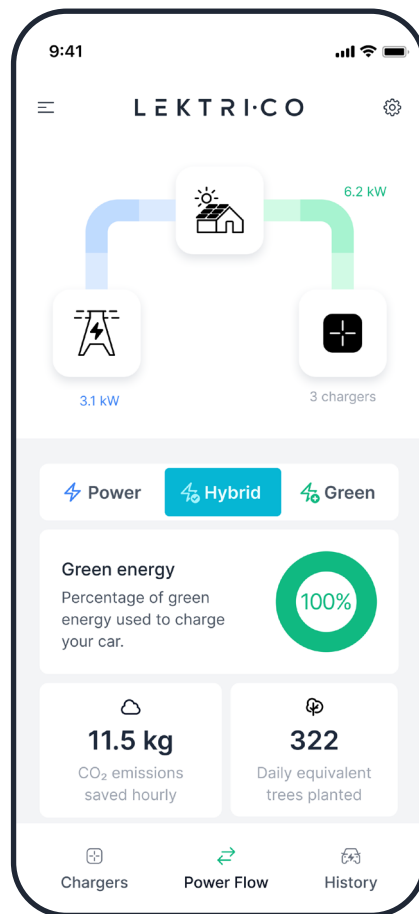 9:41
LEKTRI·CO
6.2 kW
3.1 kW
3 chargers
Power
Hybrid
Green
Green energy
Percentage of green
energy used to charge
your car.
100%
11.5 kg
CO₂ emissions
saved hourly
322
Daily equivalent
trees planted
Chargers
Power Flow
History